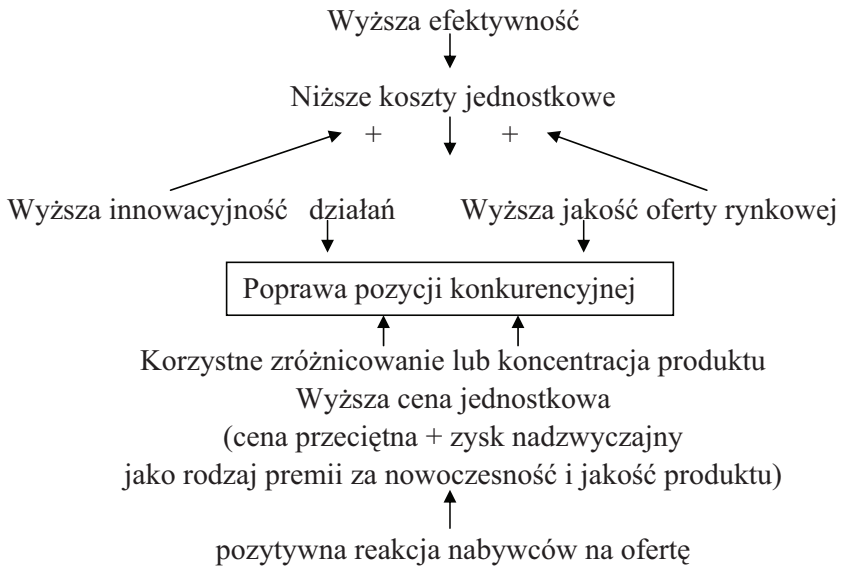 Wyższa efektywność
Niższe koszty jednostkowe
+ +
Wyższa innowacyjność działań Wyższa jakość oferty rynkowej
Poprawa pozycji konkurencyjnej
Korzystne zróżnicowanie lub koncentracja produktu
Wyższa cena jednostkowa
(cena przeciętna + zysk nadzwyczajny
jako rodzaj premii za nowoczesność i jakość produktu)
pozytywna reakcja nabywców na ofertę